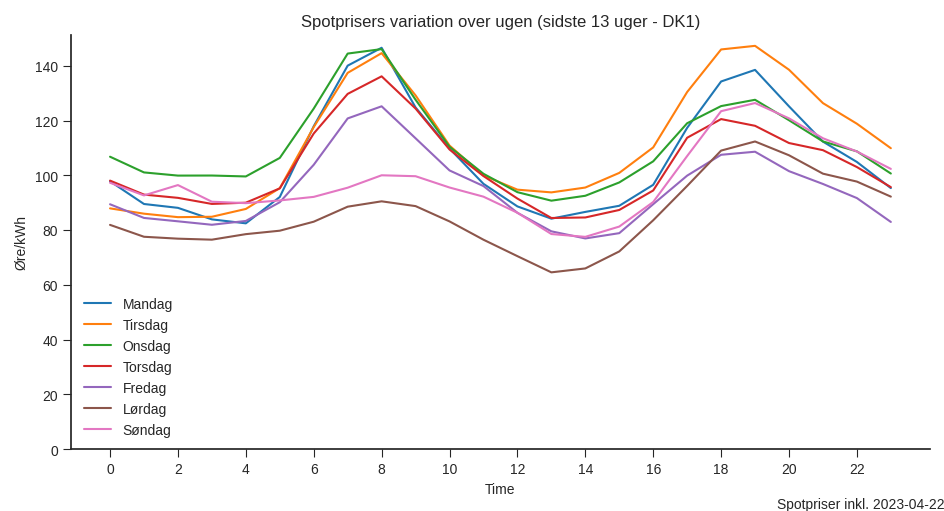 Spotprisers variation over ugen (sidste 13 uger - DK1)
140
120
100
80
60
40
20
0
Øre/kWh
Mandag
Tirsdag
Onsdag
Torsdag
Fredag
Lørdag
Søndag
0 2 4 6 8 10 12 14 16 18 20 22
Time
Spotpriser inkl. 2023-04-22